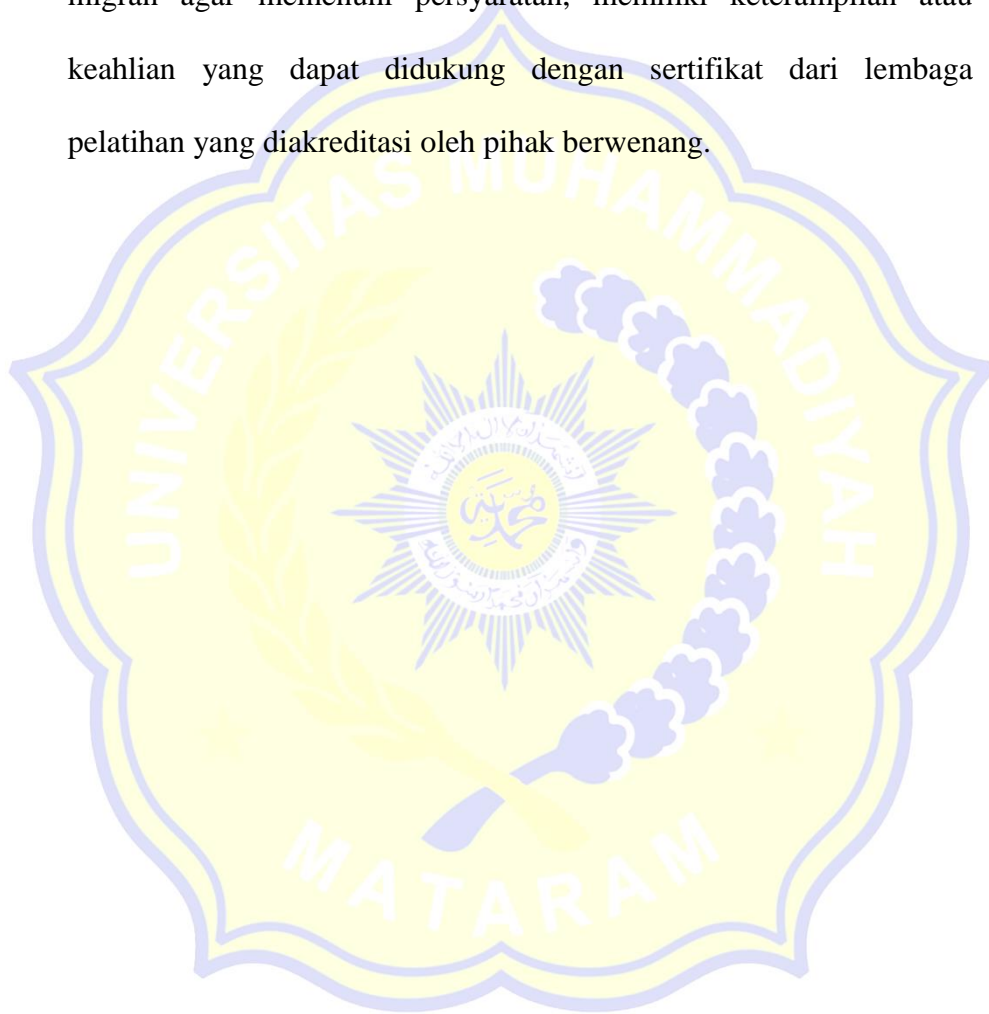 migran agar memenuhi persyaratan, memiliki keterampilan atau
keahlian yang dapat didukung dengan sertifikat dari lembaga
pelatihan yang diakreditasi oleh pihak berwenang.
UNIVERSITAS MUHAMMADIYAH
MATARAM